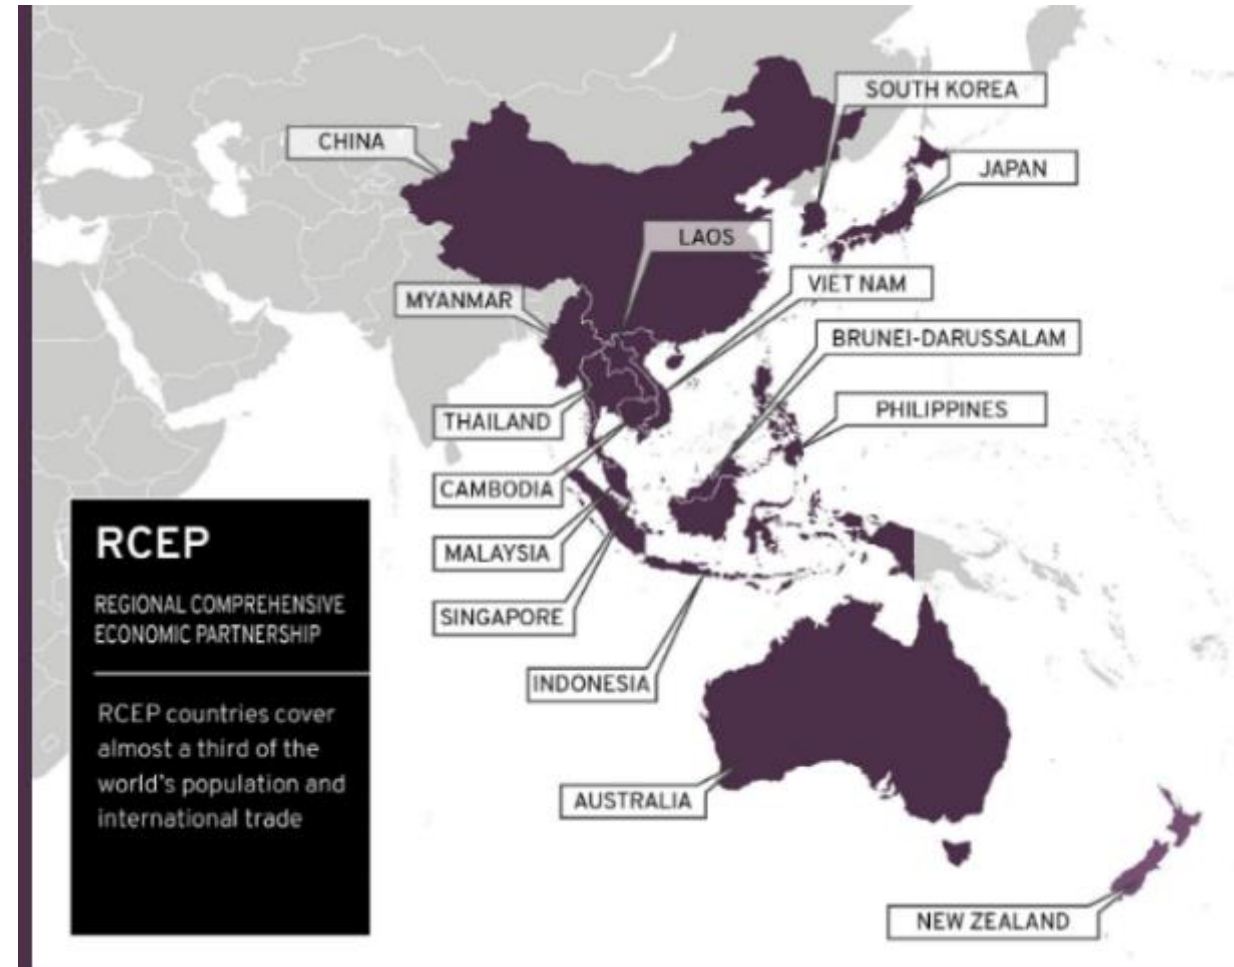 SOUTH KOREA
CHINA
JAPAN
LAOS
VIET NAM
MYANMAR
BRUNEI-DARUSSALAM
PHILIPPINES
THAILAND
CAMBODIA
MALAYSIA
SINGAPORE
INDONESIA
AUSTRALIA
NEW ZEALAND
RCEP
REGIONAL COMPREHENSIVE
ECONOMIC PARTNERSHIP
RCEP countries cover
almost a third of the
world's population and
international trade